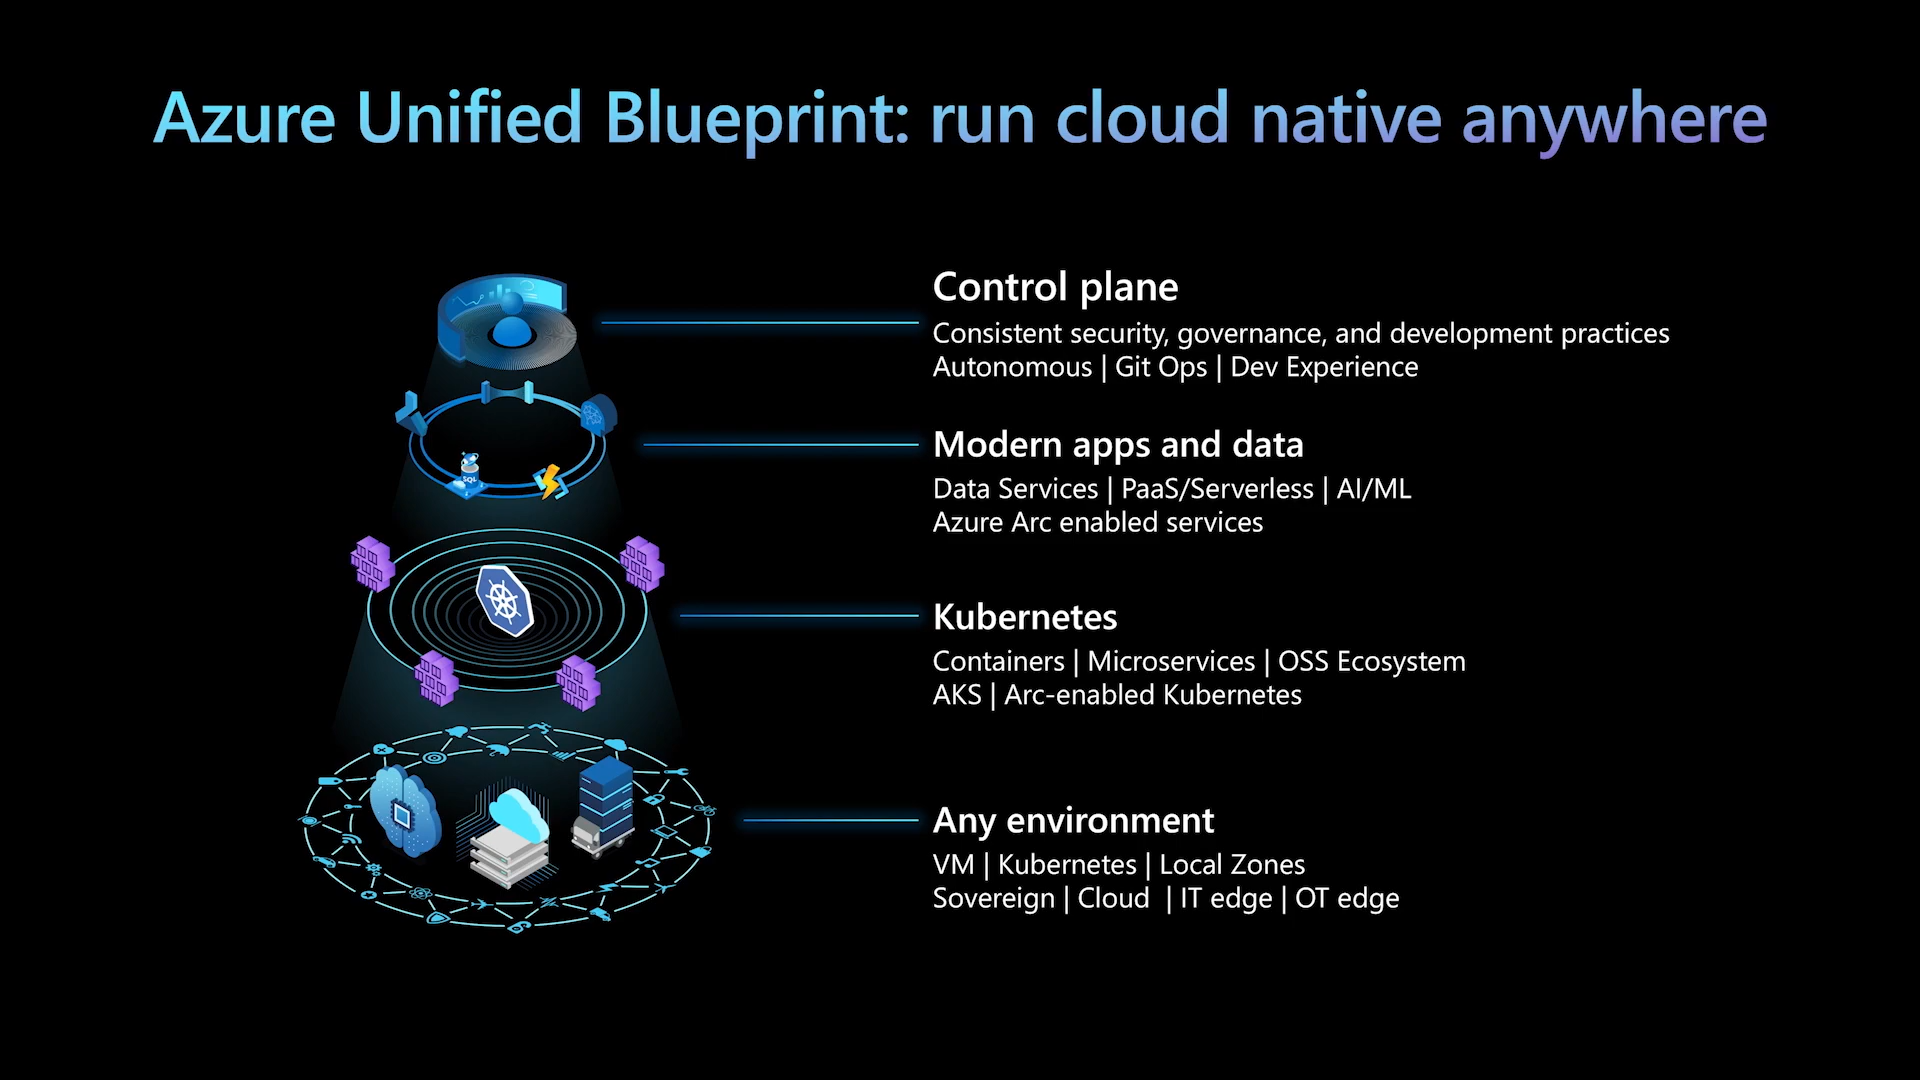 Azure Unified Blueprint: run cloud native anywhere
Control plane
Consistent security, governance, and development practices
Autonomous | Git Ops | Dev Experience
Modern apps and data
Data Services | PaaS/Serverless | AI/ML
Azure Arc enabled services
SQL
Kubernetes
Containers | Microservices | OSS Ecosystem
AKS | Arc-enabled Kubernetes
Any environment
VM | Kubernetes | Local Zones
Sovereign | Cloud | IT edge | OT edge